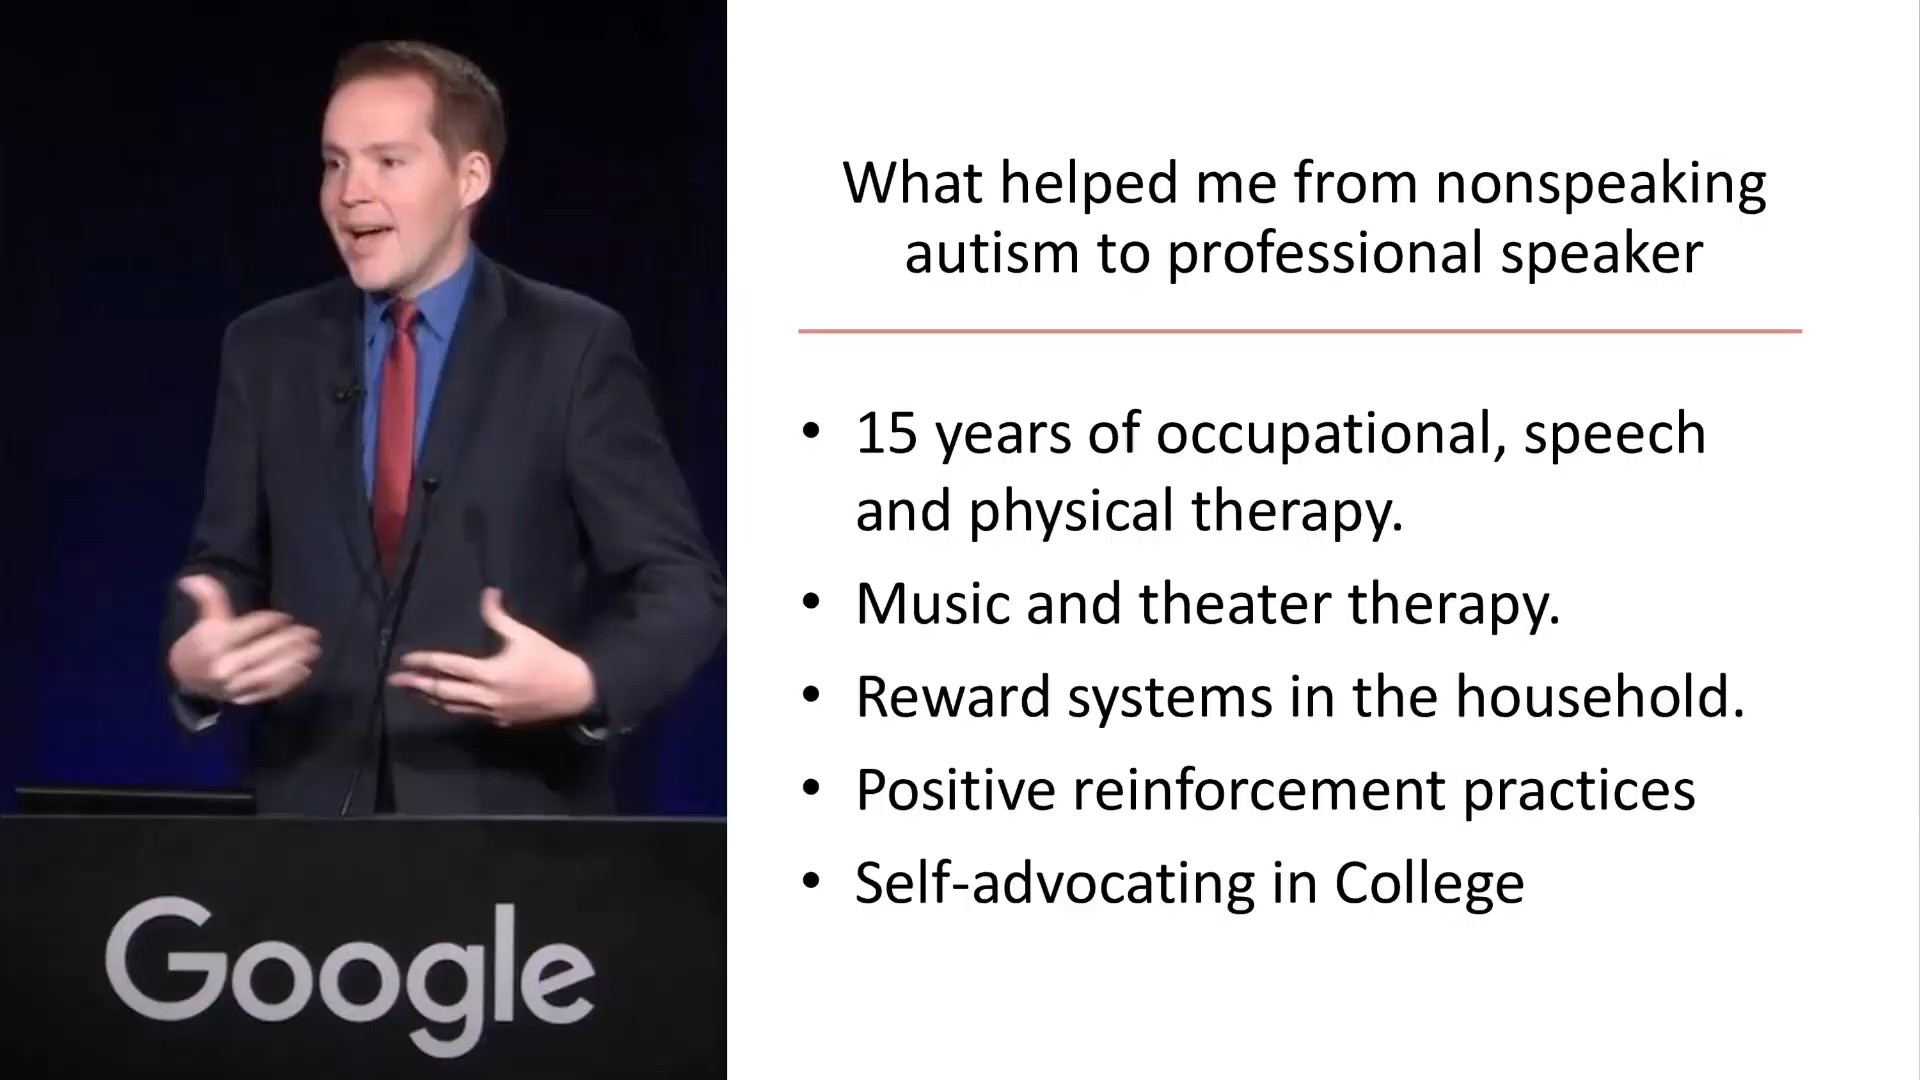 What helped me from nonspeaking
autism to professional speaker
• 15 years of occupational, speech
and physical therapy.
• Music and theater therapy.
• Reward systems in the household.
• Positive reinforcement practices
• Self-advocating in College
Google